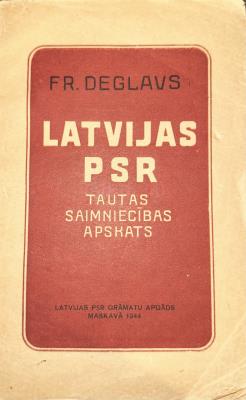 FR. DEGLAVS
LATVIJAS
PSR
TAUTAS
SAIMNIECĪBAS
APSKATS
LATVIJAS PSR GRĀMATU APGĀDS
MASKAVĀ 1944